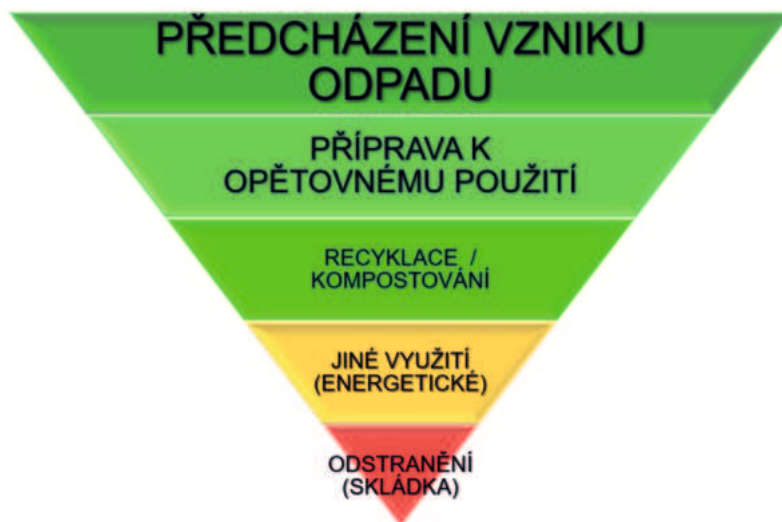 PŘEDCHÁZENÍ VZNIKU
ODPADU
PŘÍPRAVA K
OPĚTOVNÉMU POUŽITÍ
RECYKLACE /
KOMPOSTOVÁNÍ
JINÉ VYUŽITÍ
(ENERGETICKÉ)
ODSTRANĚNÍ
(SKLÁDKA)